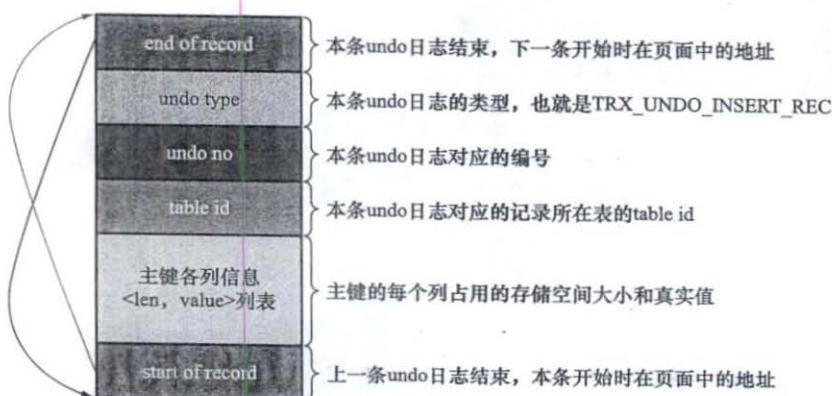 end of record
本条undo日志结束，下一条开始时在页面中的地址
undo type
本条undo日志的类型，也就是TRX_UNDO_INSERT_REC
undo no
本条undo日志对应的编号
table id
本条undo日志对应的记录所在表的table id
主键各列信息
<len，value>列表
主键的每个列占用的存储空间大小和真实值
start of record
上一条undo日志结束，本条开始时在页面中的地址